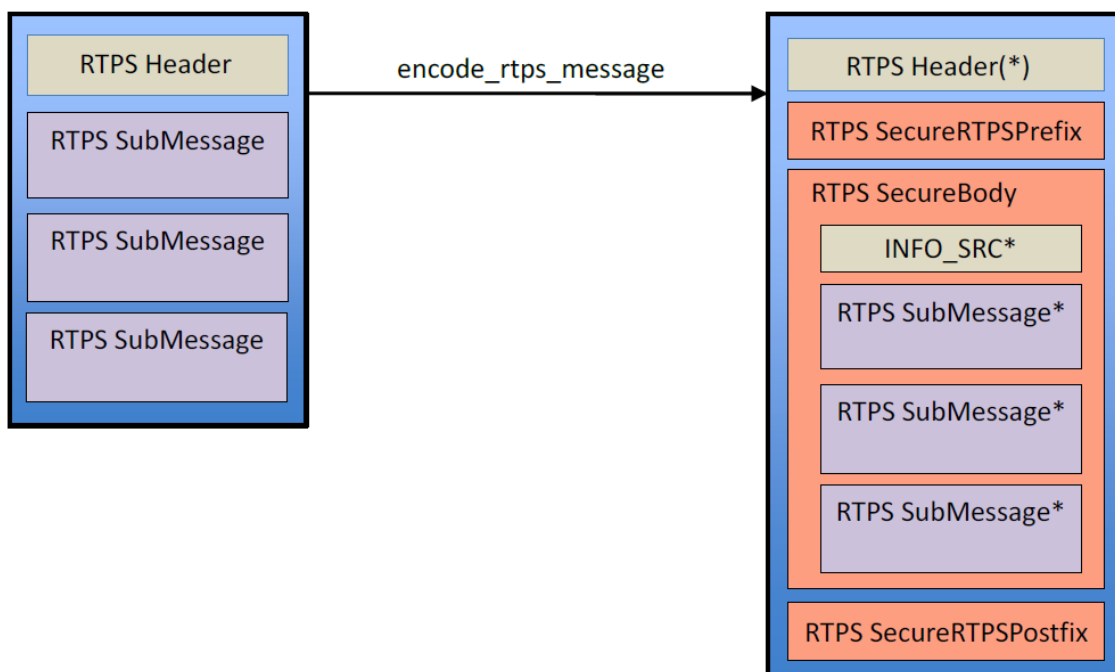 RTPS Header
RTPS SubMessage
RTPS SubMessage
RTPS SubMessage
encode_rtps_message
RTPS Header(*)
RTPS SecureRTPSPrefix
RTPS SecureBody
INFO_SRC*
RTPS SubMessage*
RTPS SubMessage*
RTPS SubMessage*
RTPS SecureRTPSPostfix